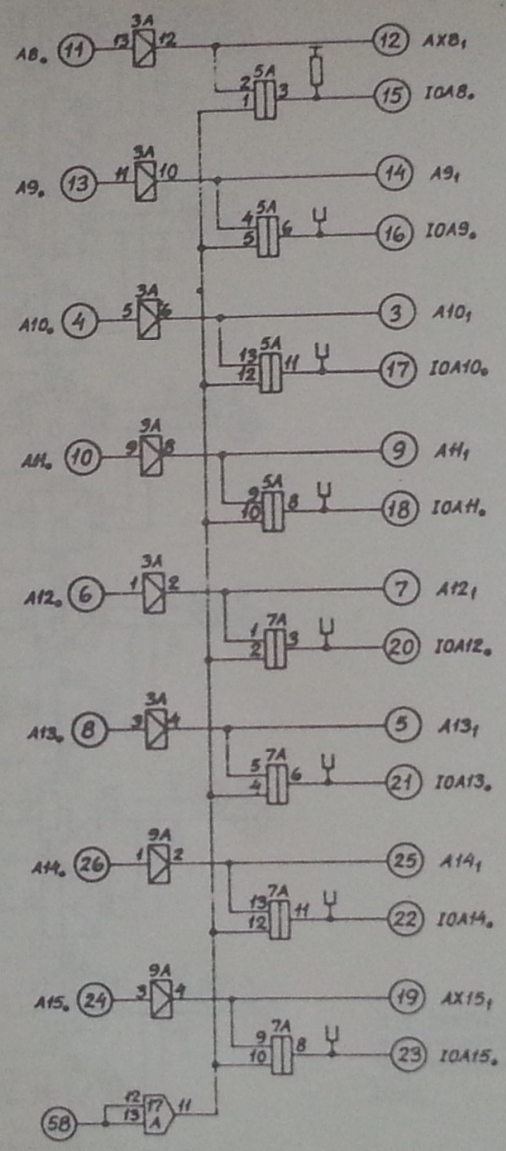 3A
A8₀ 11 13 12 12 AX8₁
5A
2 1 3 15 IOA8₀
3A
A9₀ 13 11 10 14 A9₁
5A
4 5 6 16 IOA9₀
3A
A10₀ 4 5 6 3 A10₁
5A
13 12 11 17 IOA10₀
9A
A11₀ 10 9 8 9 A11₁
5A
9 10 8 18 IOA11₀
3A
A12₀ 6 1 2 7 A12₁
7A
1 2 3 20 IOA12₀
3A
A13₀ 8 3 4 5 A13₁
7A
5 4 6 21 IOA13₀
9A
A14₀ 26 1 2 25 A14₁
7A
13 12 11 22 IOA14₀
9A
A15₀ 24 3 4 19 AX15₁
7A
9 10 8 23 IOA15₀
58 12 13 17 A 11